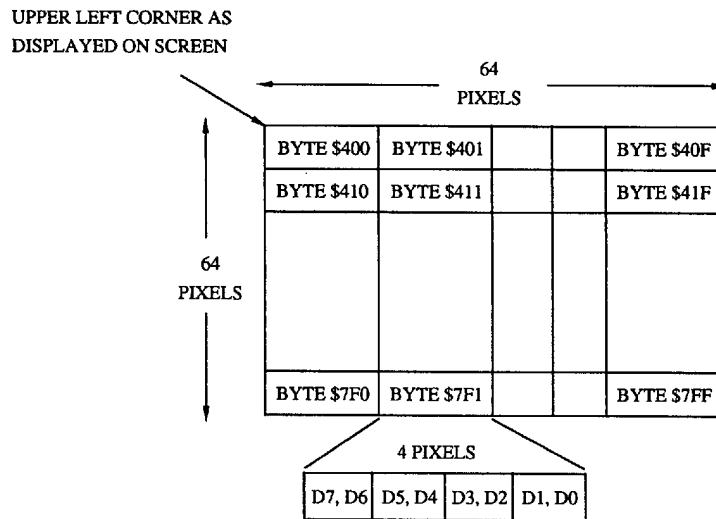 UPPER LEFT CORNER AS
DISPLAYED ON SCREEN
64
PIXELS
BYTE $400 BYTE $401 BYTE $40F
BYTE $410 BYTE $411 BYTE $41F
64
PIXELS
BYTE $7F0 BYTE $7F1 BYTE $7FF
4 PIXELS
D7, D6 D5, D4 D3, D2 D1, D0